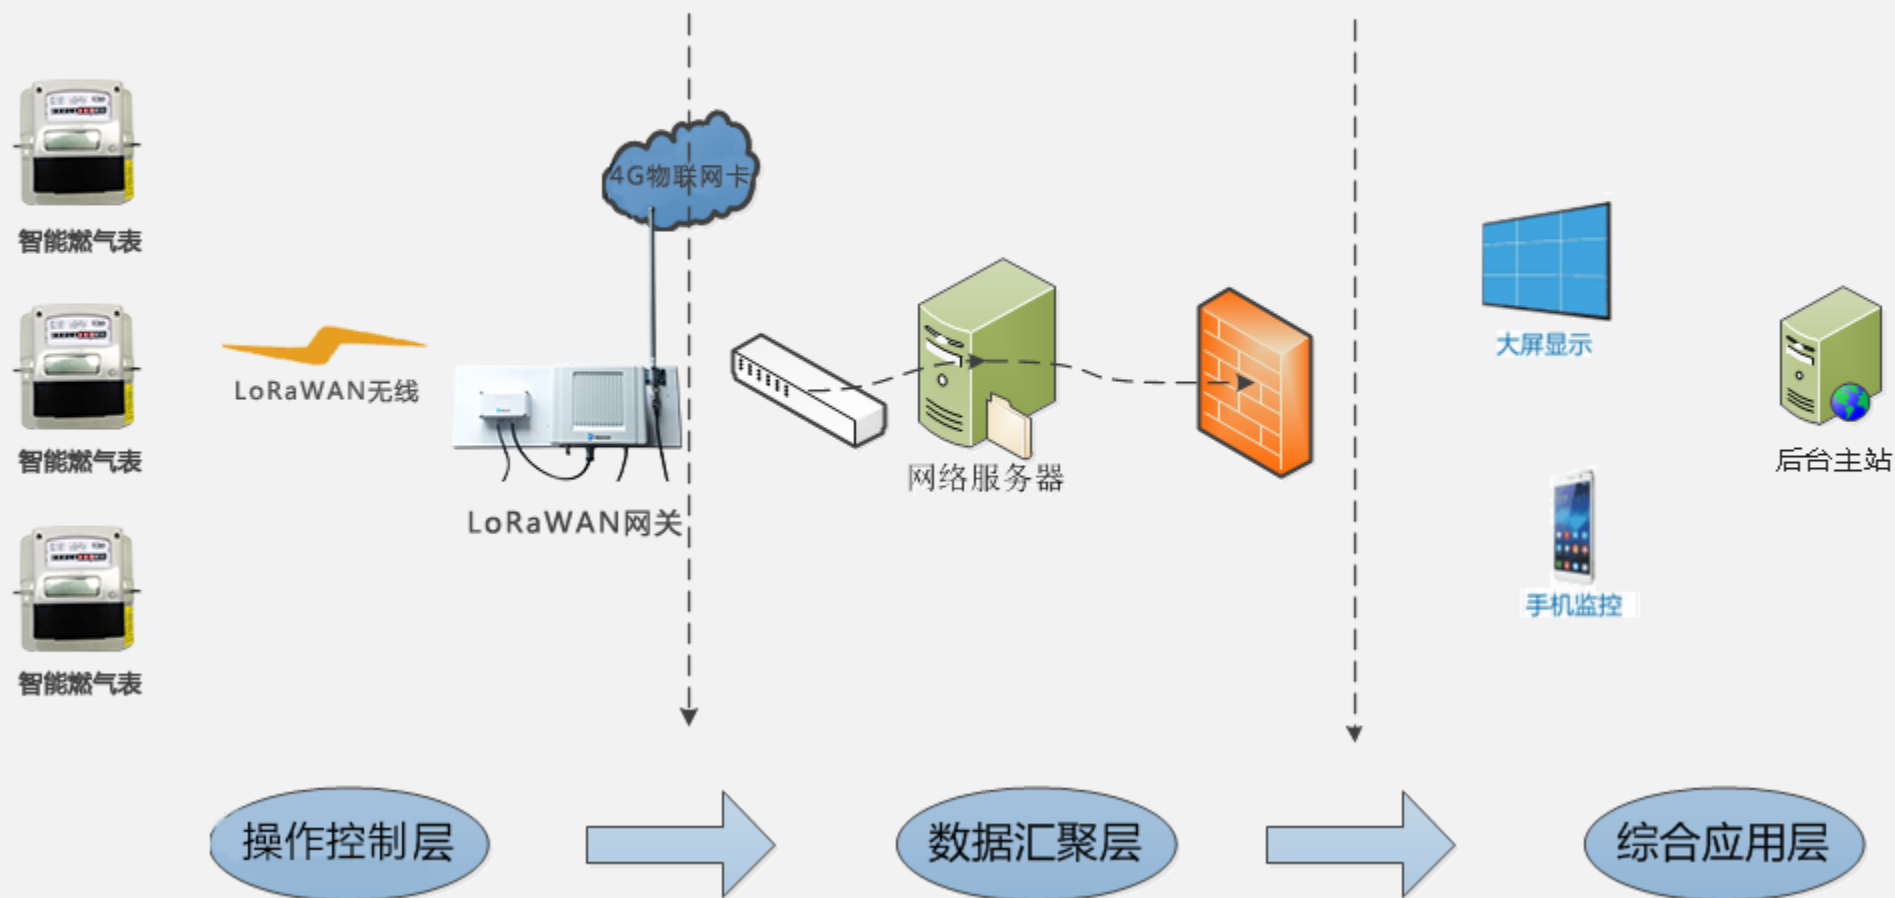 4G物联网卡
智能燃气表
大屏显示
LoRaWAN无线
智能燃气表
后台主站
网络服务器
LoRaWAN网关
手机监控
智能燃气表
操作控制层
数据汇聚层
综合应用层